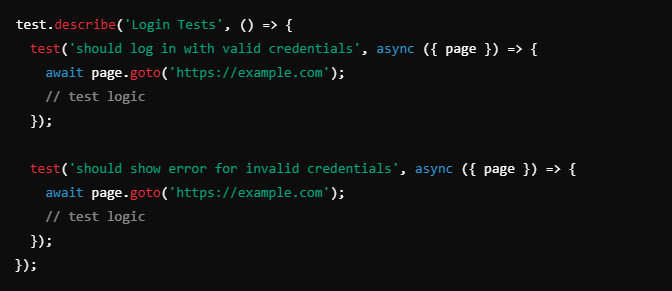 test.describe('Login Tests', () => {
  test('should log in with valid credentials', async ({ page }) => {
    await page.goto('https://example.com');
    // test logic
  });

  test('should show error for invalid credentials', async ({ page }) => {
    await page.goto('https://example.com');
    // test logic
  });
});